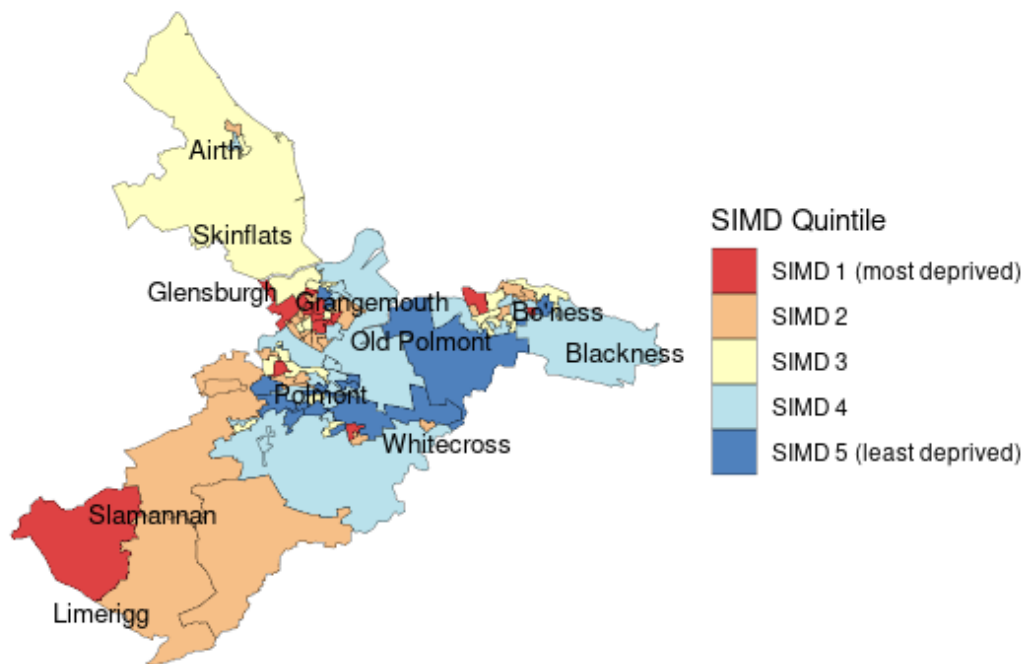 Airth
Skinflats
Glensburgh
Grangemouth
Bo'ness
Old Polmont
Blackness
Polmont
Whitecross
Slamannan
Limerigg
SIMD Quintile
SIMD 1 (most deprived)
SIMD 2
SIMD 3
SIMD 4
SIMD 5 (least deprived)